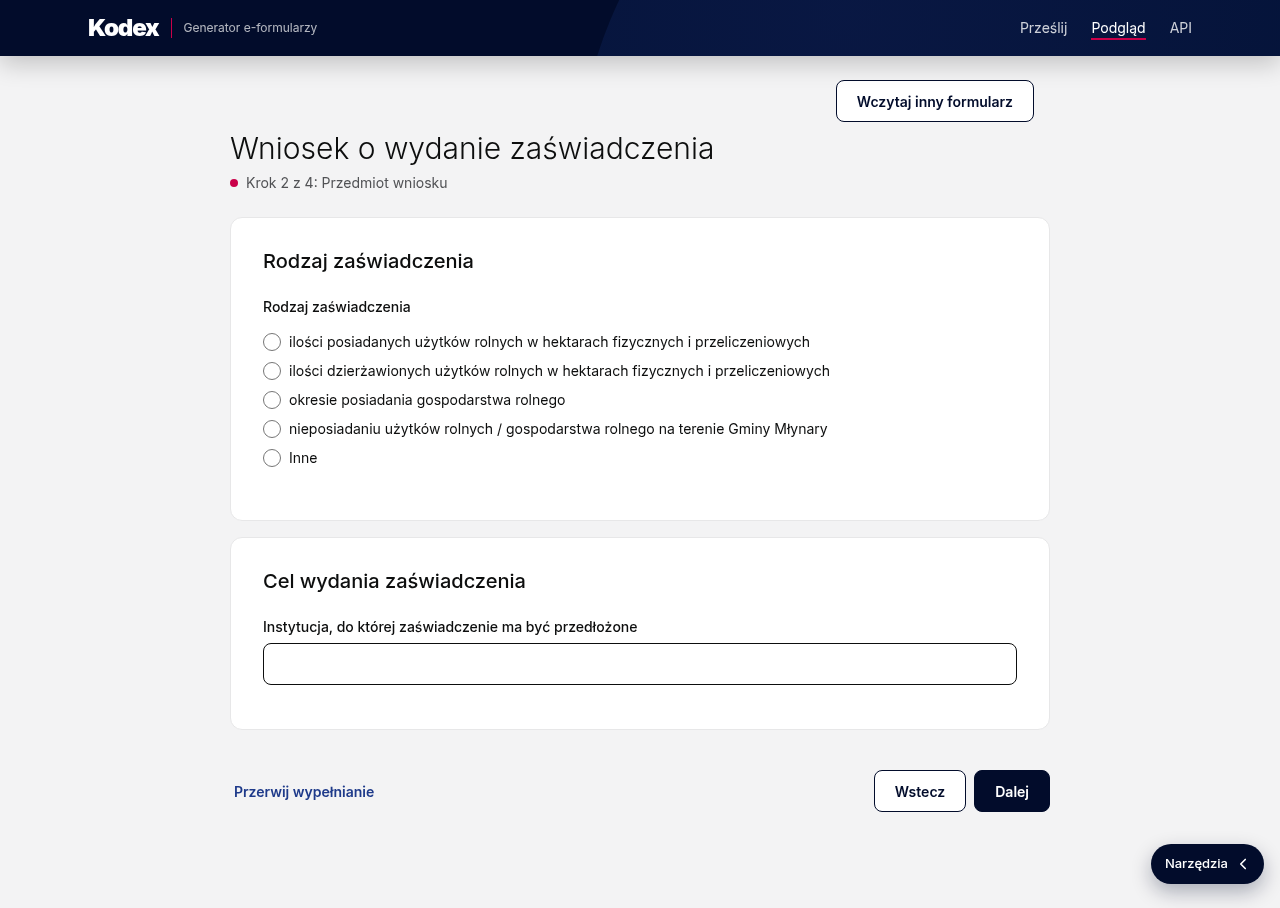 Kodex
Generator e-formularzy
Prześlij
Podgląd
API
Wczytaj inny formularz
Wniosek o wydanie zaświadczenia
Krok 2 z 4: Przedmiot wniosku
Rodzaj zaświadczenia
Rodzaj zaświadczenia
ilości posiadanych użytków rolnych w hektarach fizycznych i przeliczeniowych
ilości dzierżawionych użytków rolnych w hektarach fizycznych i przeliczeniowych
okresie posiadania gospodarstwa rolnego
nieposiadaniu użytków rolnych / gospodarstwa rolnego na terenie Gminy Młynary
Inne
Cel wydania zaświadczenia
Instytucja, do której zaświadczenie ma być przedłożone
Przerwij wypełnianie
Wstecz
Dalej
Narzędzia